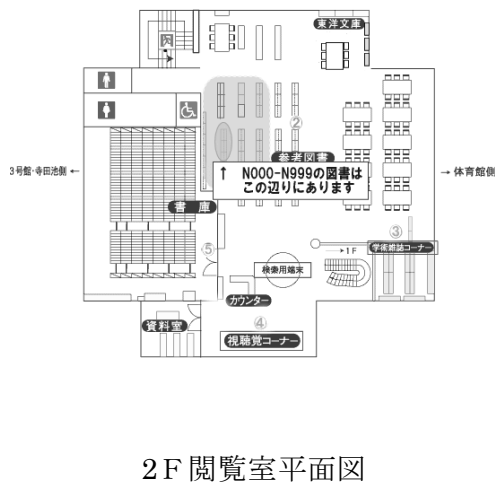 東洋文庫
②
参考図書
↑ N000-N999の図書は
この辺りにあります
3号館・寺田池側 ←
→ 体育館側
書 庫
③
学術雑誌コーナー
→1F
⑤
検索用端末
カウンター
④
資料室
視聴覚コーナー
2F閲覧室平面図